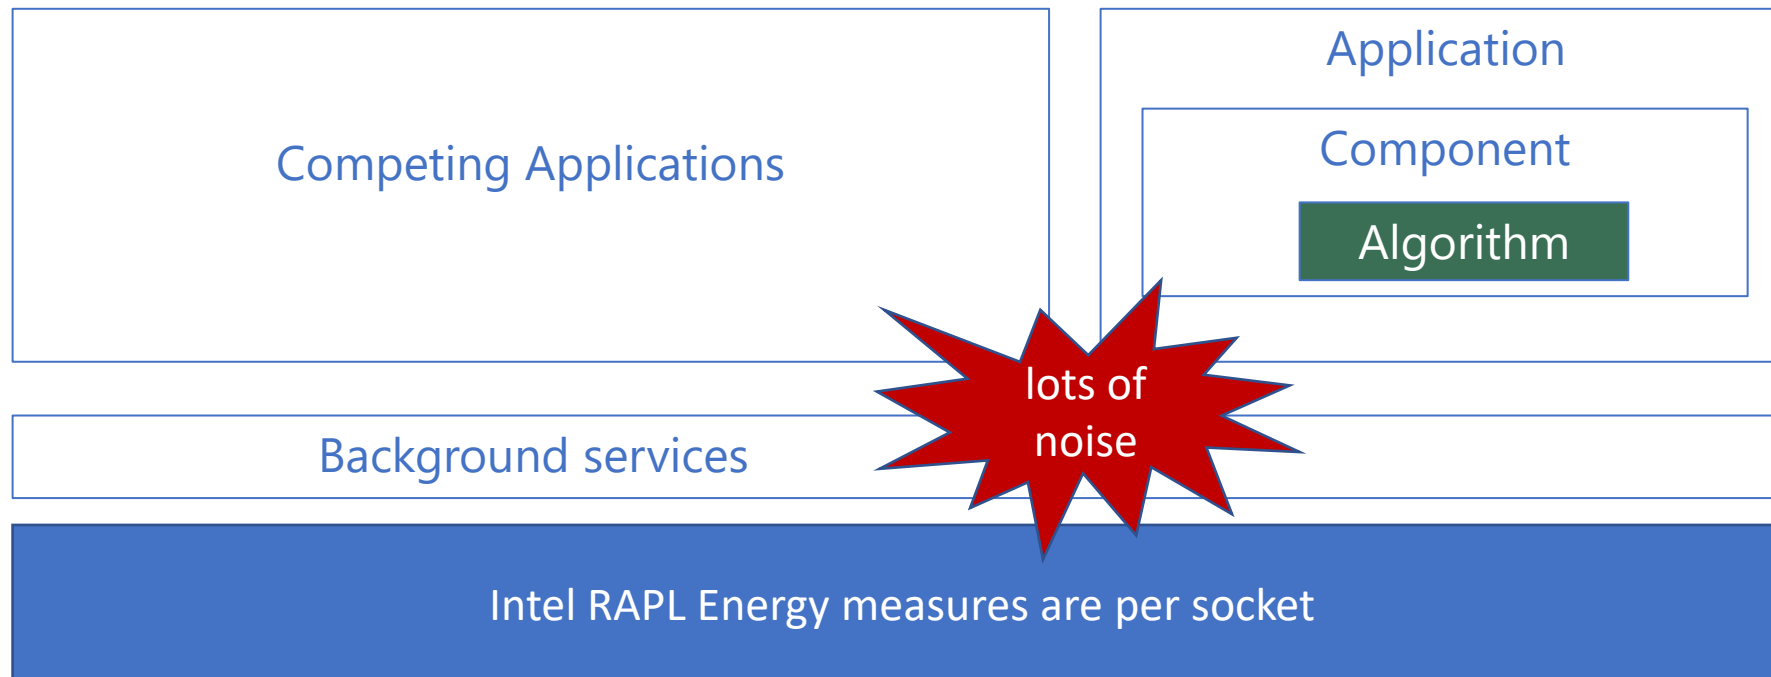 Competing Applications
Application
Component
Algorithm
lots of
noise
Background services
Intel RAPL Energy measures are per socket